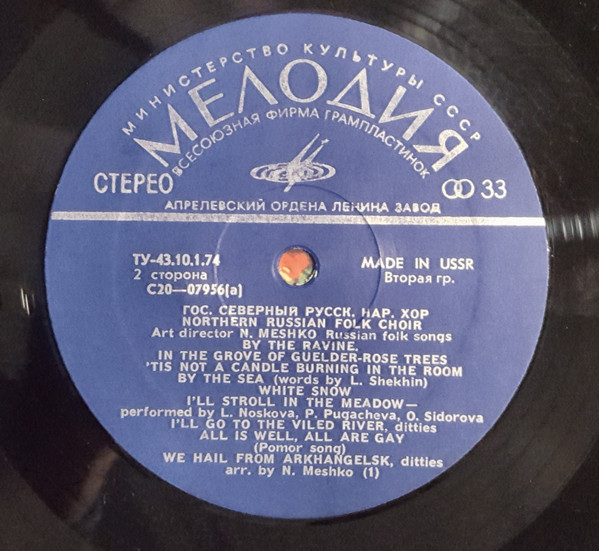 МИНИСТЕРСТВО КУЛЬТУРЫ СССР
МЕЛОДИЯ
ВСЕСОЮЗНАЯ ФИРМА ГРАМПЛАСТИНОК
СТЕРЕО
33
АПРЕЛЕВСКИЙ ОРДЕНА ЛЕНИНА ЗАВОД
ТУ-43.10.1.74
MADE IN USSR
2 сторона
Вторая гр.
С20—07956(а)
ГОС. СЕВЕРНЫЙ РУССК. НАР. ХОР
NORTHERN RUSSIAN FOLK CHOIR
Art director N. MESHKO Russian folk songs
BY THE RAVINE.
IN THE GROVE OF GUELDER-ROSE TREES
'TIS NOT A CANDLE BURNING IN THE ROOM
BY THE SEA (words by L. Shekhin)
WHITE SNOW
I'LL STROLL IN THE MEADOW—
performed by L. Noskova, P. Pugacheva, O. Sidorova
I'LL GO TO THE VILED RIVER, ditties
ALL IS WELL, ALL ARE GAY
(Pomor song)
WE HAIL FROM ARKHANGELSK, ditties
arr. by N. Meshko (1)